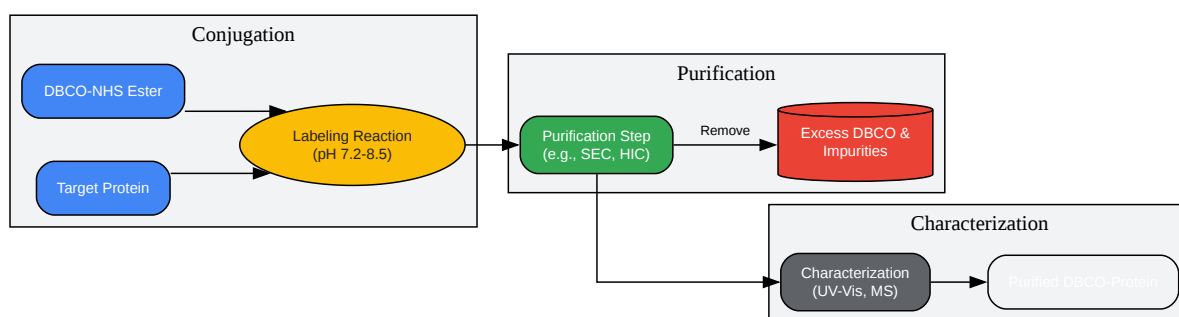 Conjugation
DBCO-NHS Ester
Target Protein
Labeling Reaction
(pH 7.2-8.5)
Purification
Purification Step
(e.g., SEC, HIC)
Remove
Excess DBCO &
Impurities
Characterization
Characterization
(UV-Vis, MS)
Purified DBCO-Protein